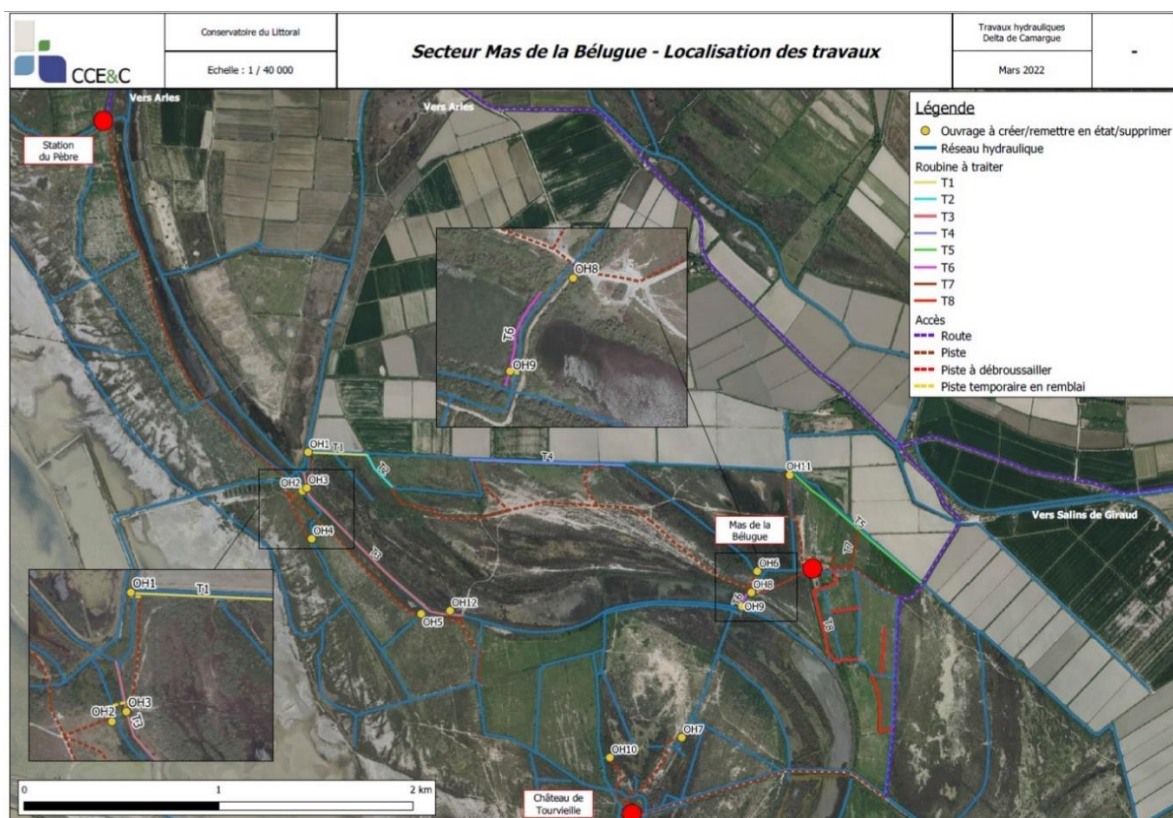 CCE&C
Conservatoire du Littoral
Echelle : 1 / 40 000
Secteur Mas de la Bélugue - Localisation des travaux
Travaux hydrauliques
Delta de Camargue
Mars 2022
-
Vers Arles
Vers Arles
Station
du Pèbre
Légende
Ouvrage à créer/remettre en état/supprimer
Réseau hydraulique
Roubine à traiter
T1
T2
T3
T4
T5
T6
T7
T8
Accès
Route
Piste
Piste à débroussailler
Piste temporaire en remblai
OH8
T6
OH9
OH1
T1
T2
T4
OH11
OH2
OH3
OH4
T3
T5
Vers Salins de Giraud
Mas de la
Bélugue
T7
OH6
OH8
T6
OH9
T8
OH12
OH5
OH1
T1
OH3
OH2
T3
OH7
OH10
0
1
2 km
Château de
Tourvieille